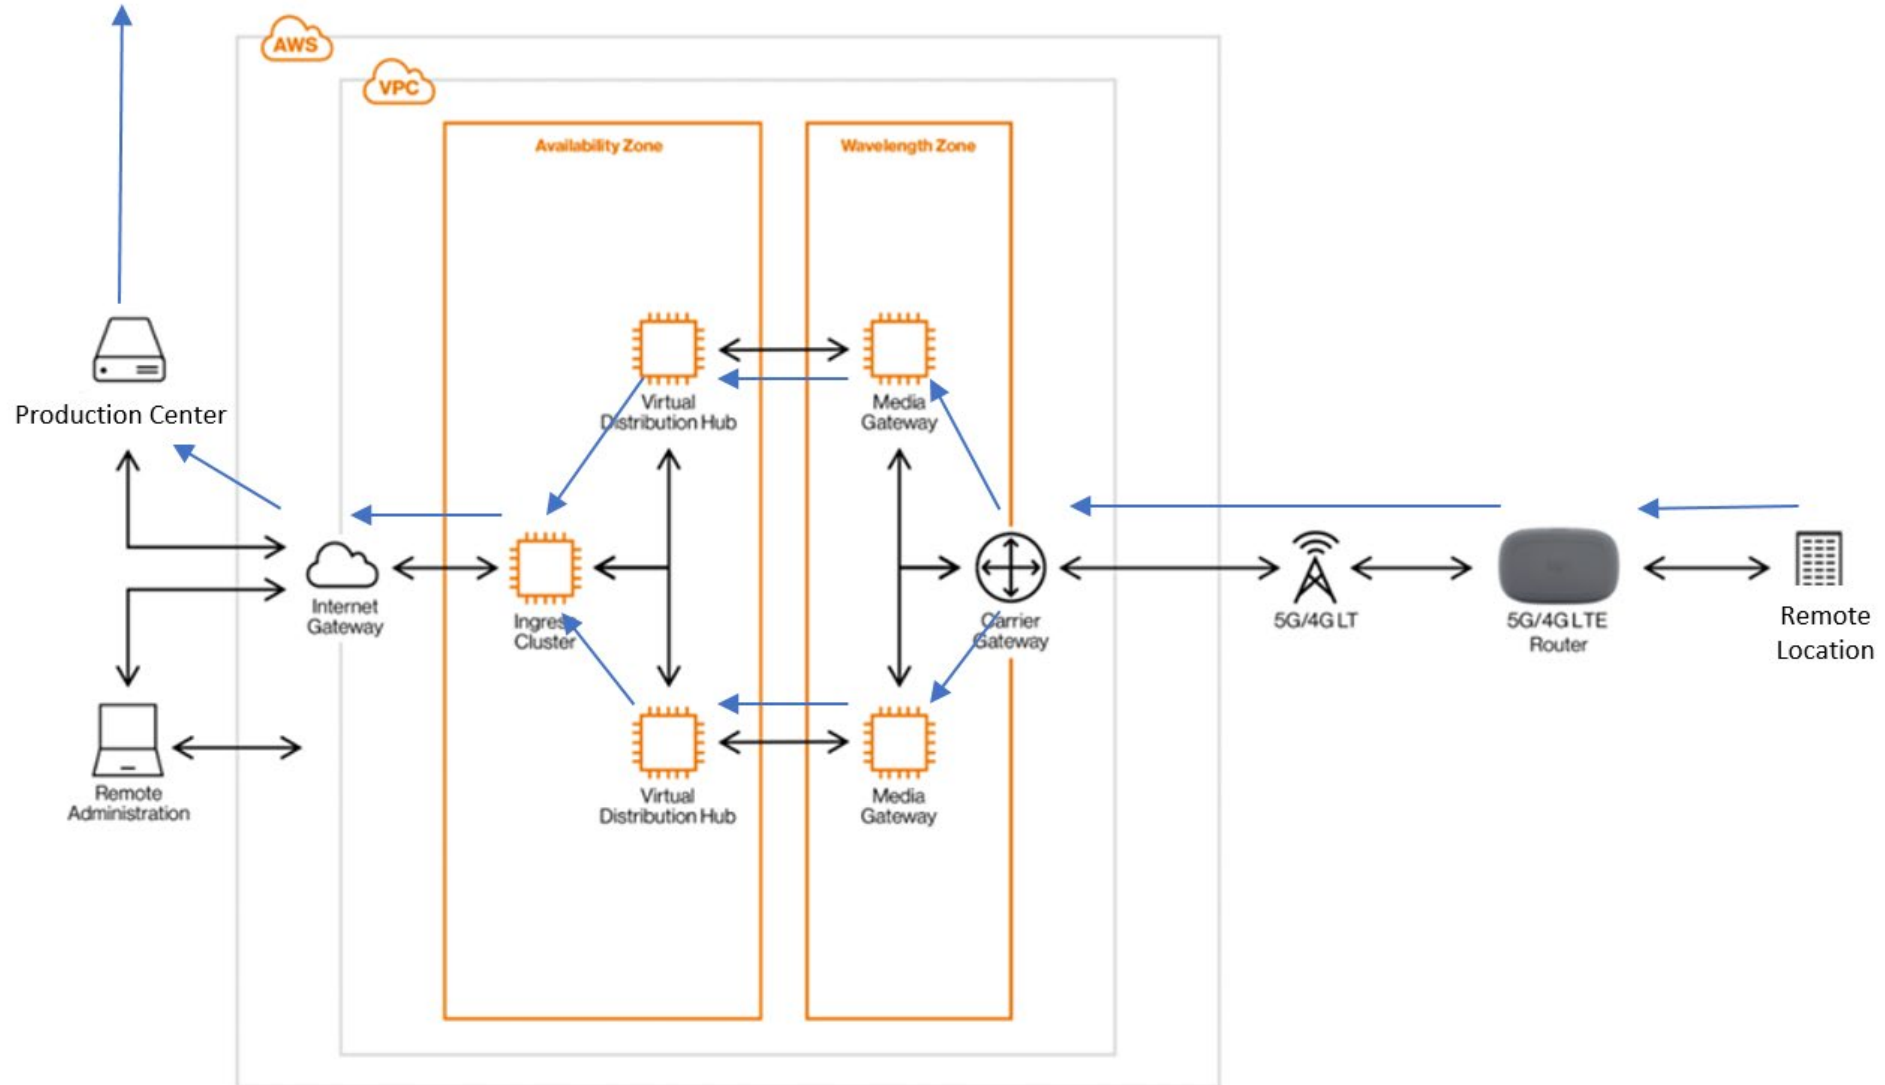 AWS
VPC
Availability Zone
Wavelength Zone
Production Center
Virtual
Distribution Hub
Media
Gateway
Internet
Gateway
Ingress
Cluster
Carrier
Gateway
5G/4G LT
5G/4G LTE
Router
Remote
Location
Remote
Administration
Virtual
Distribution Hub
Media
Gateway